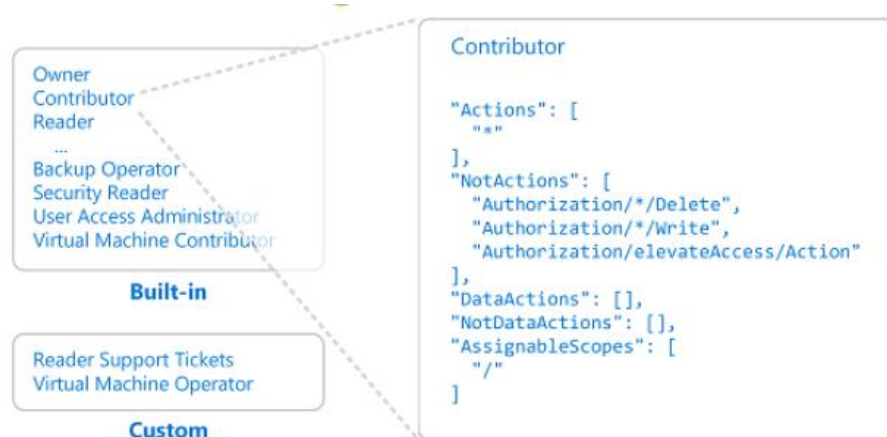 Owner
Contributor
Reader
...
Backup Operator
Security Reader
User Access Administrator
Virtual Machine Contributor
Built-in
Reader Support Tickets
Virtual Machine Operator
Custom
Contributor
"Actions": [
"*"
],
"NotActions": [
"Authorization/*/Delete",
"Authorization/*/Write",
"Authorization/elevateAccess/Action"
],
"DataActions": [],
"NotDataActions": [],
"AssignableScopes": [
"/"
]